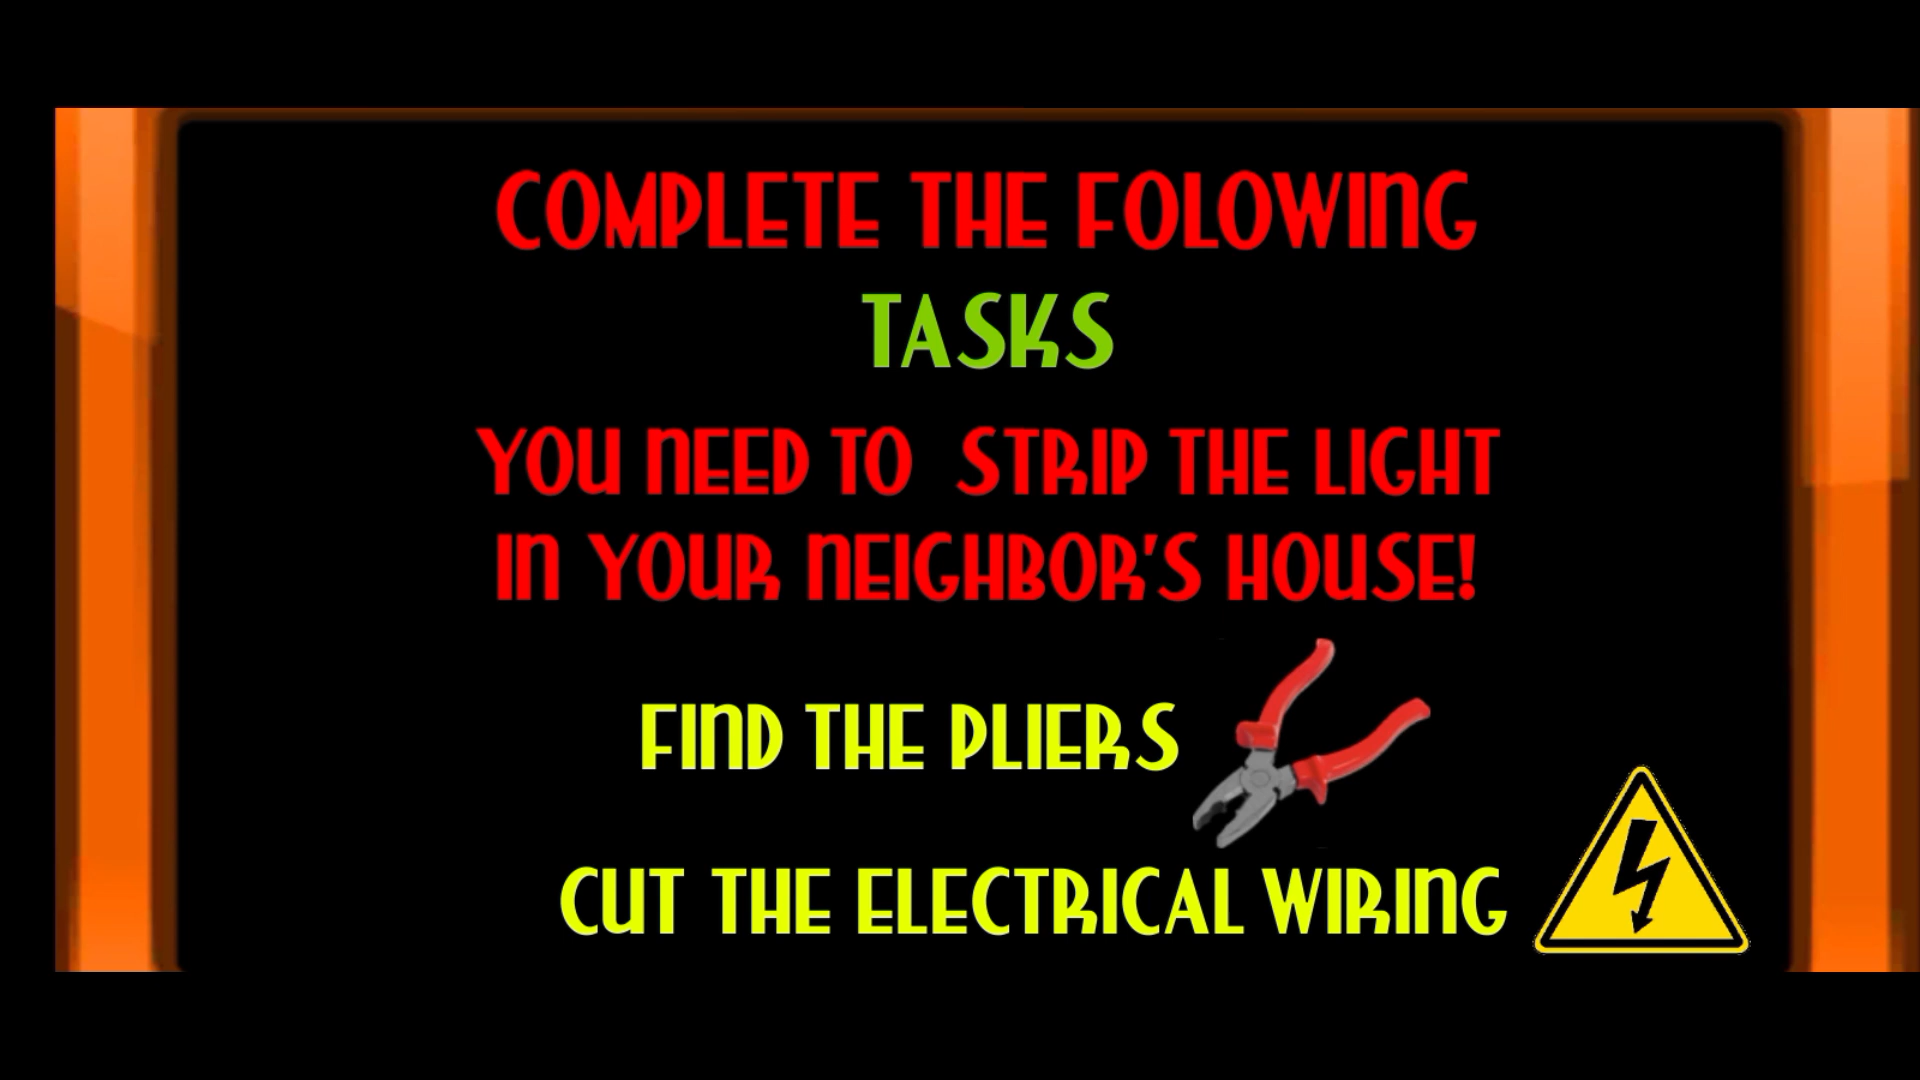 COMPLETE THE FOLOWING
TASKS
YOU NEED TO STRIP THE LIGHT
IN YOUR NEIGHBOR'S HOUSE!
FIND THE PLIERS
CUT THE ELECTRICAL WIRING